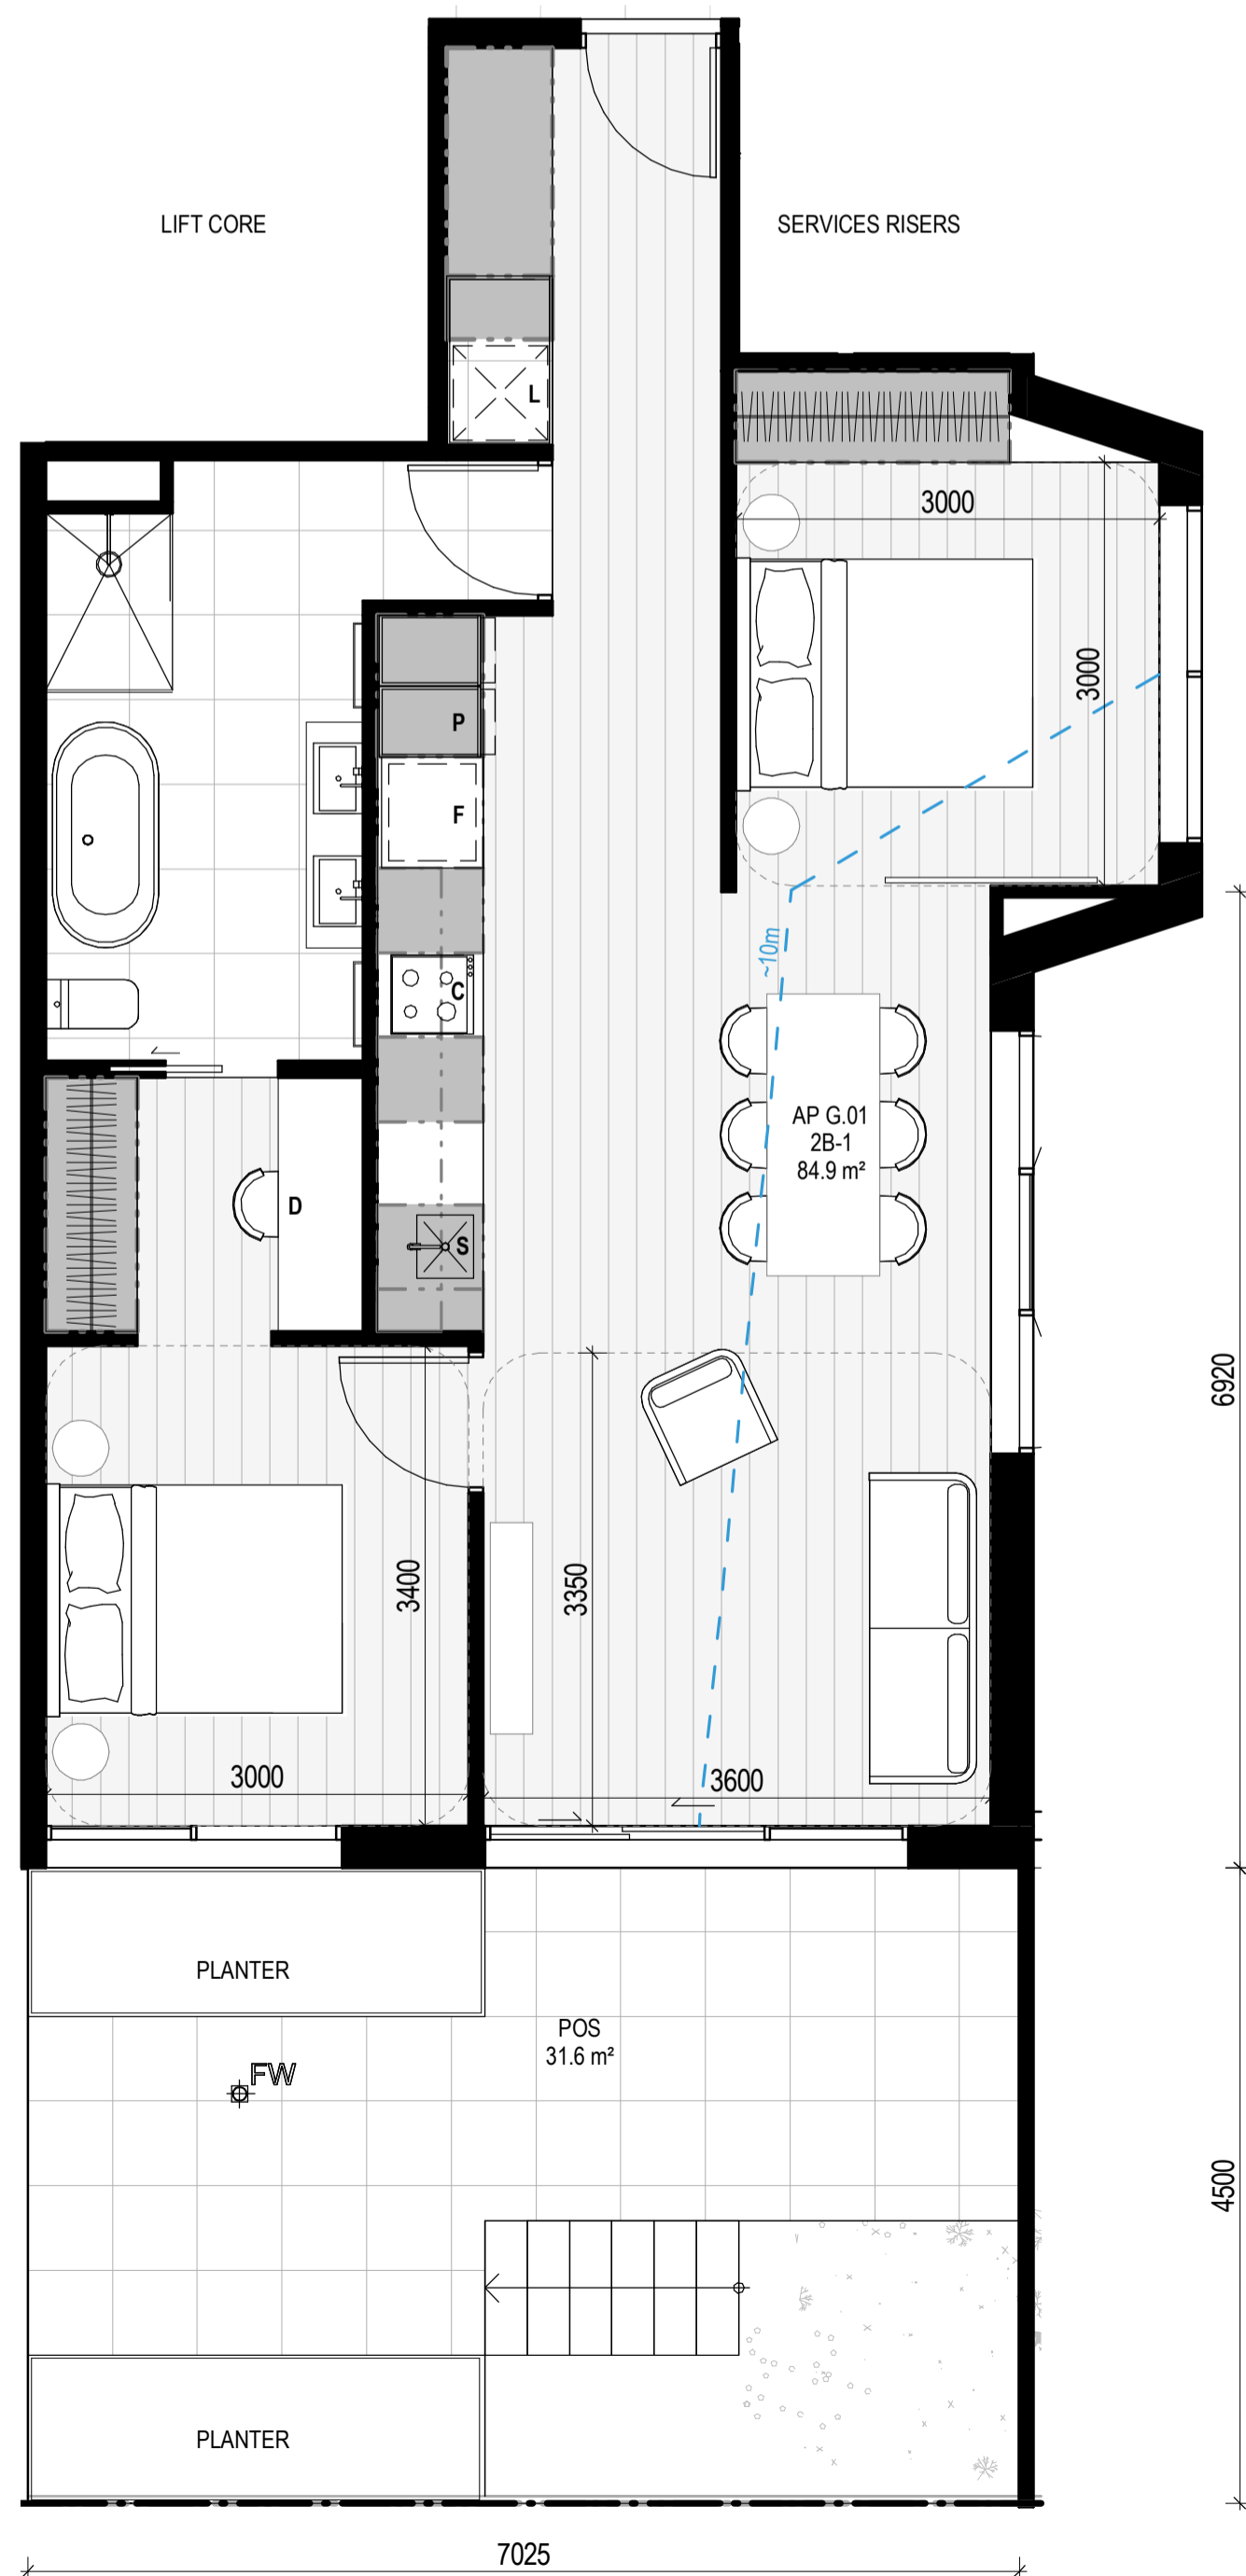 LIFT CORE
SERVICES RISERS
L
3000
3000
P
F
~10m
C
AP G.01
2B-1
84.9 m²
D
S
6920
3400
3350
3000
3600
PLANTER
POS
31.6 m²
FW
4500
PLANTER
7025